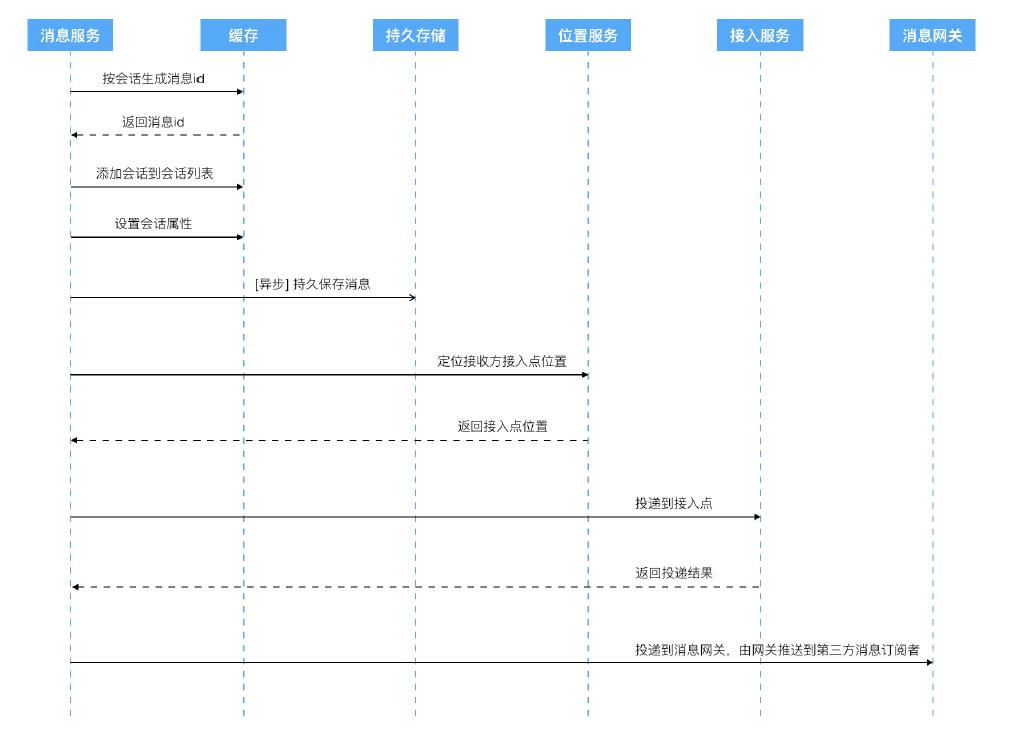 消息服务 缓存 持久存储 位置服务 接入服务 消息网关
按会话生成消息id
返回消息id
添加会话到会话列表
设置会话属性
[异步] 持久保存消息
定位接收方接入点位置
返回接入点位置
投递到接入点
返回投递结果
投递到消息网关，由网关推送到第三方消息订阅者